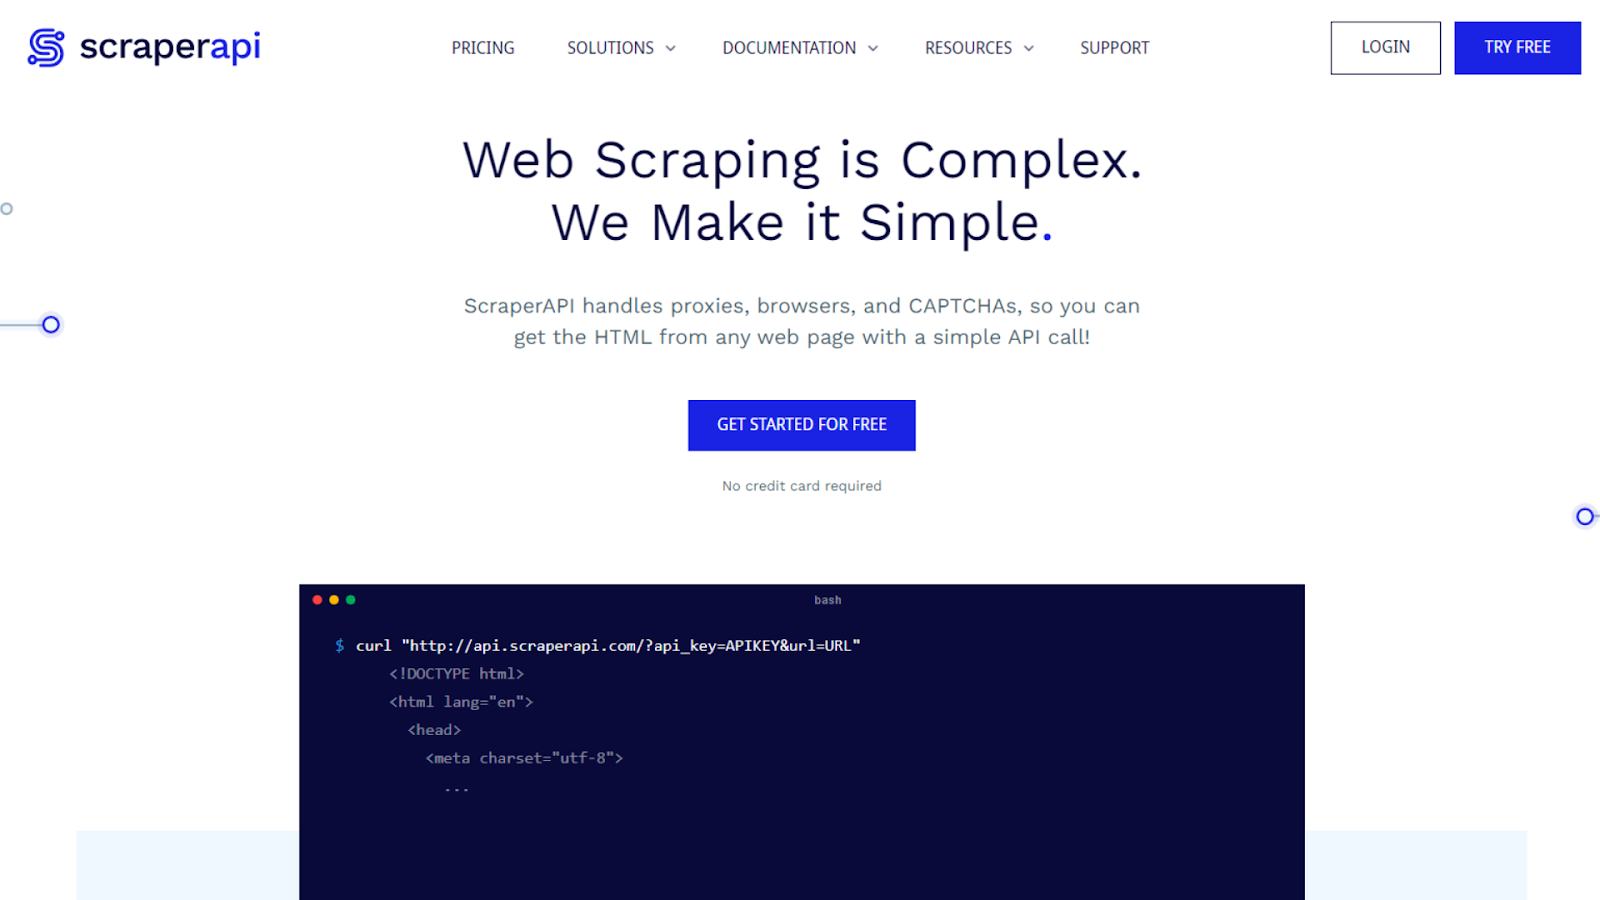 scraperapi
PRICING
SOLUTIONS
DOCUMENTATION
RESOURCES
SUPPORT
LOGIN
TRY FREE
Web Scraping is Complex.
We Make it Simple.
ScraperAPI handles proxies, browsers, and CAPTCHAs, so you can
get the HTML from any web page with a simple API call!
GET STARTED FOR FREE
No credit card required
bash
$ curl "http://api.scraperapi.com/?api_key=APIKEY&url=URL"
<!DOCTYPE html>
<html lang="en">
<head>
<meta charset="utf-8">
...